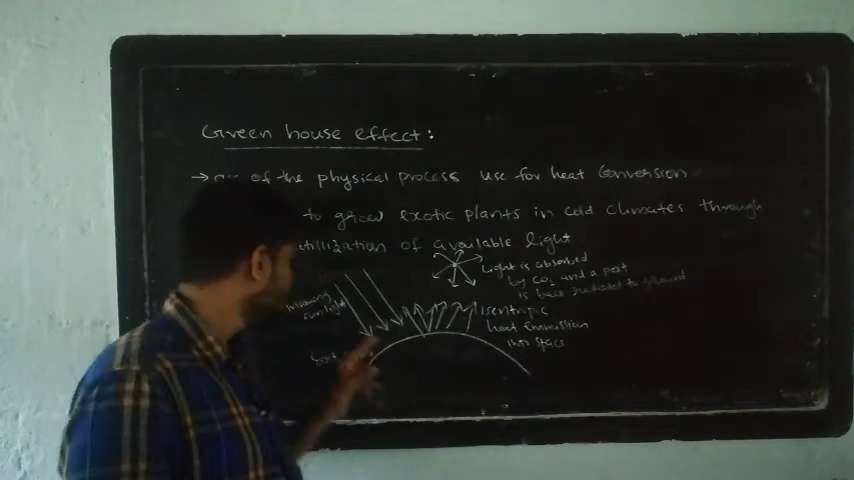 Green house effect:
→ of the physical process use for heat Conversion
to grow exotic plants in cold climates through
utilization of available light
Light is absorbed
by CO2 and a part
is back radiated to ground
Incoming
sunlight
Isentropic
heat Emission
into space